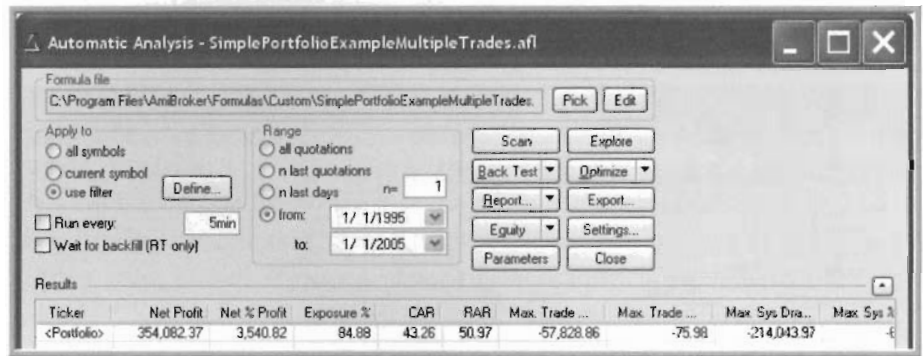 Automatic Analysis - SimplePortfolioExampleMultipleTrades.afl
Formula file
C:\Program Files\AmiBroker\Formulas\Custom\SimplePortfolioExampleMultipleTrades. Pick Edit
Apply to Range
all symbols all quotations Scan Explore
current symbol n last quotations Back Test Optimize
use filter Define... n last days n= 1 Report... Export...
Run every: 5min from: 1/ 1/1995 Equity Settings...
Wait for backfill (RT only) to: 1/ 1/2005 Parameters Close
Results
Ticker Net Profit Net % Profit Exposure % CAR RAR Max. Trade ... Max. Trade ... Max. Sys Dra... Max. Sys %
<Portfolio> 354,082.37 3,540.82 84.88 43.26 50.97 -57,828.86 -75.98 -214,043.97